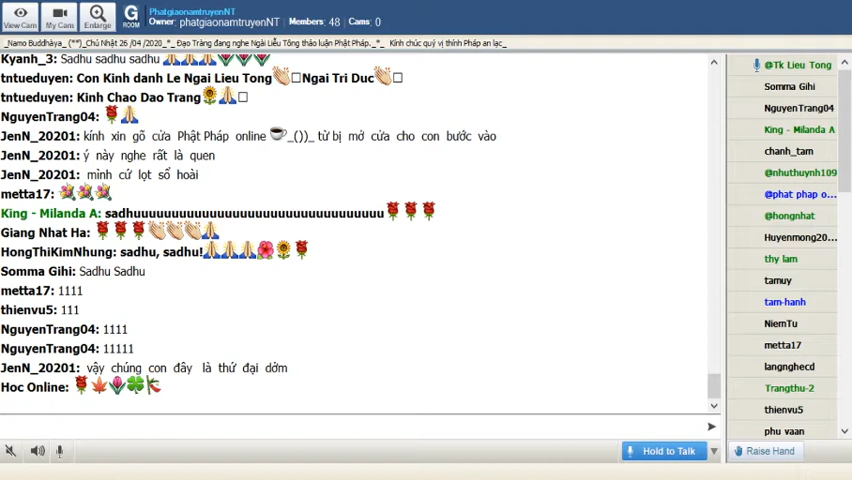 View Cam
My Cam
Enlarge
G
ROOM
PhatgiaonamtruyenNT
Owner: phatgiaonamtruyenNT Members: 48 Cams: 0
_Namo Buddhàya_ (**)_Chủ Nhật 26 /04 /2020_*_ Đạo Tràng đang nghe Ngài Liễu Tông thảo luận Phật Pháp._*_ Kính chúc quý vị thính Pháp an lạc_
Kyanh_3: Sadhu sadhu sadhu
tntueduyen: Con Kinh danh Le Ngai Lieu Tong Ngai Tri Duc
tntueduyen: Kinh Chao Dao Trang
NguyenTrang04:
JenN_20201: kính xin gõ cửa Phật Pháp online _())_ từ bị mở cửa cho con bước vào
JenN_20201: ý này nghe rất là quen
JenN_20201: mình cứ lọt sổ hoài
metta17:
King - Milanda A: sadhuuuuuuuuuuuuuuuuuuuuuuuuuuuuuuuuuuuu
Giang Nhat Ha:
HongThiKimNhung: sadhu, sadhu!
Somma Gihi: Sadhu Sadhu
metta17: 1111
thienvu5: 111
NguyenTrang04: 1111
NguyenTrang04: 11111
JenN_20201: vậy chúng con đây là thứ đại dởm
Hoc Online:
Hold to Talk
@Tk Lieu Tong
Somma Gihi
NguyenTrang04
King - Milanda A
chanh_tam
@nhuthuynh109
@phat phap o...
@hongnhat
Huyenmong20...
thy lam
tamuy
tam-hanh
NiemTu
metta17
langnghecd
Trangthu-2
thienvu5
phu vaan
Raise Hand